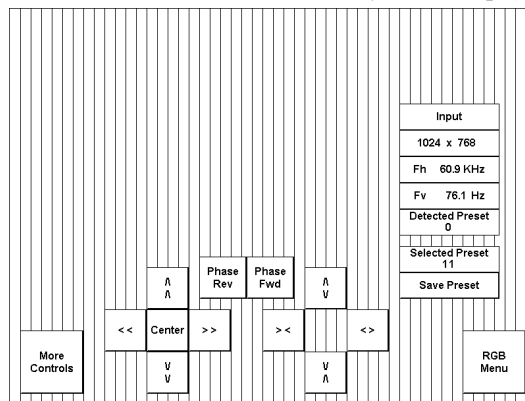 Input
1024 x 768
Fh 60.9 KHz
Fv 76.1 Hz
Detected Preset
0
Selected Preset
11
Save Preset
Phase
Rev
Phase
Fwd
∧
∧
∧
∨
<<
Center
>>
><
<>
∨
∨
∨
∧
More
Controls
RGB
Menu